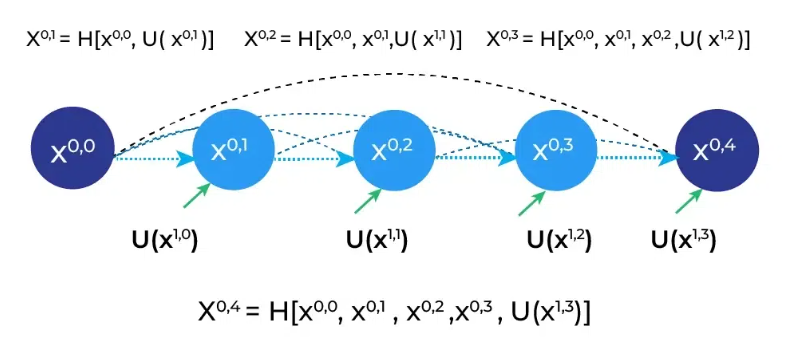 X⁰,¹ = H[x⁰,⁰, U( x⁰,¹ )] X⁰,² = H[x⁰,⁰, x⁰,¹,U( x¹,¹ )] X⁰,³ = H[x⁰,⁰, x⁰,¹, x⁰,² ,U( x¹,² )]
X⁰,⁰ X⁰,¹ X⁰,² X⁰,³ X⁰,⁴
U(x¹,⁰) U(x¹,¹) U(x¹,²) U(x¹,³)
X⁰,⁴ = H[x⁰,⁰, x⁰,¹ , x⁰,² ,x⁰,³ , U(x¹,³)]